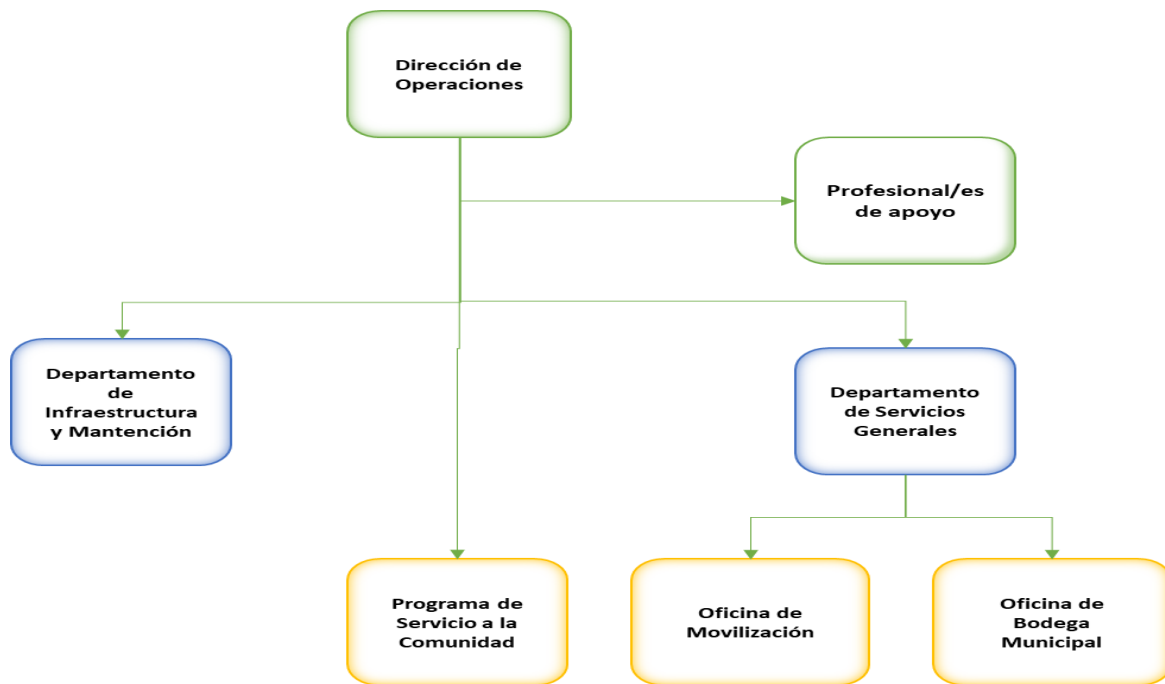 Dirección de
Operaciones
Profesional/es
de apoyo
Departamento
de
Infraestructura
y Mantención
Departamento
de Servicios
Generales
Programa de
Servicio a la
Comunidad
Oficina de
Movilización
Oficina de
Bodega
Municipal